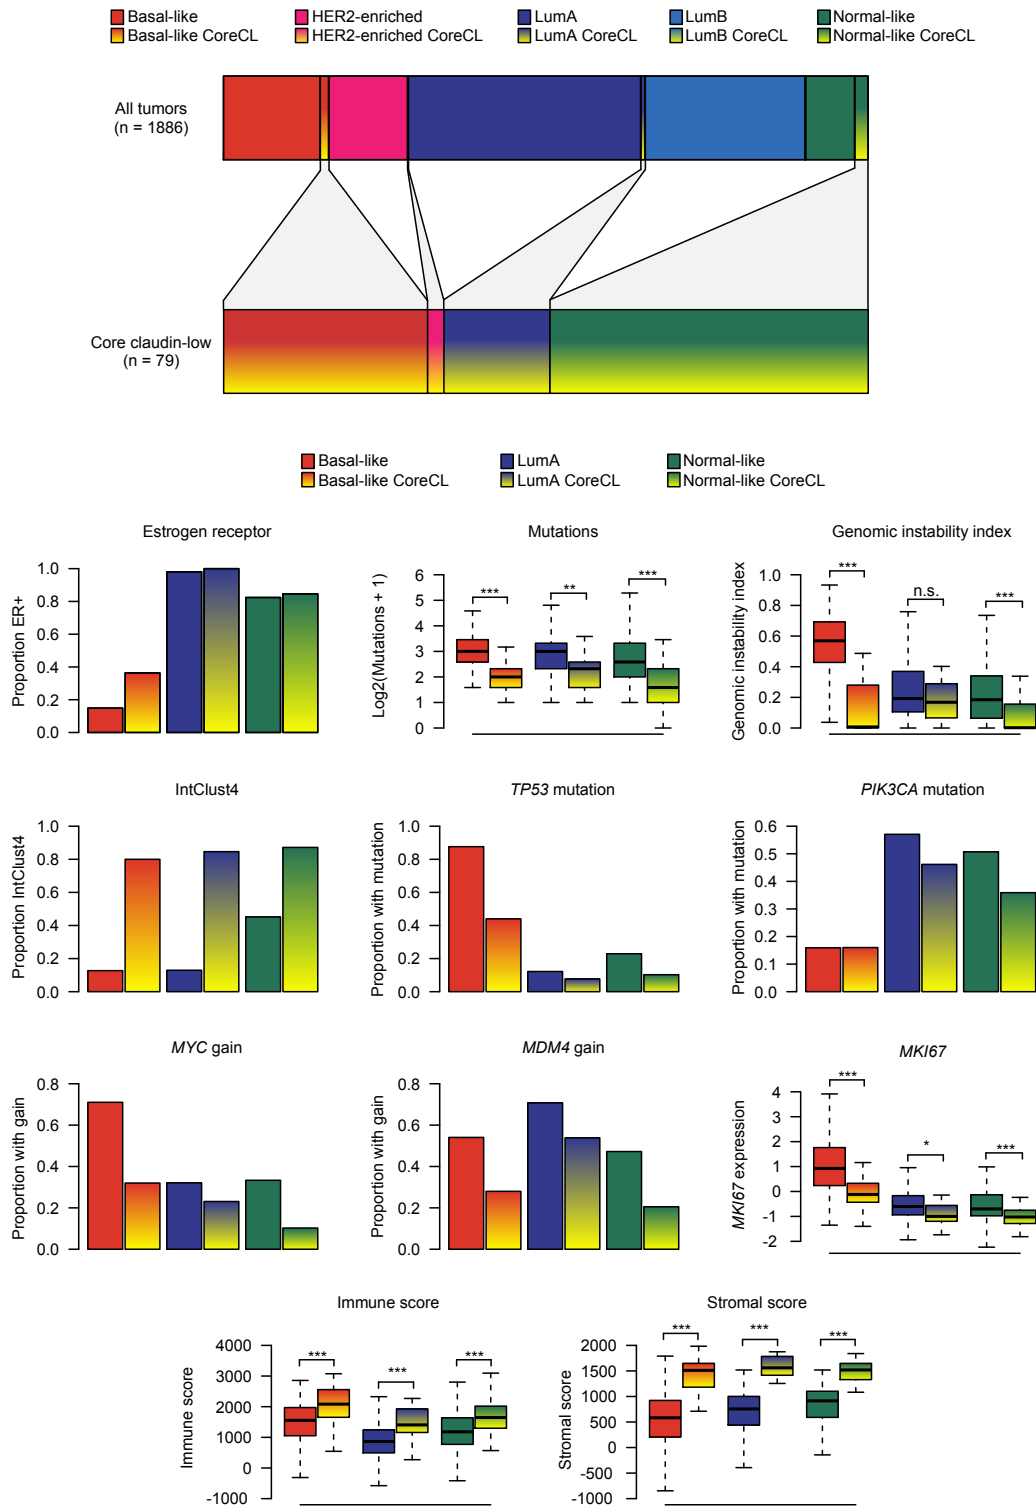 Basal-like HER2-enriched LumA LumB Normal-like
Basal-like CoreCL HER2-enriched CoreCL LumA CoreCL LumB CoreCL Normal-like CoreCL
All tumors
(n = 1886)
Core claudin-low
(n = 79)
Basal-like LumA Normal-like
Basal-like CoreCL LumA CoreCL Normal-like CoreCL
Estrogen receptor
Proportion ER+
1.0
0.8
0.6
0.4
0.2
0.0
Mutations
Log2(Mutations + 1)
6
5
4
3
2
1
0
*** ** ***
Genomic instability index
Genomic instability index
1.0
0.8
0.6
0.4
0.2
0.0
*** n.s. ***
IntClust4
Proportion IntClust4
1.0
0.8
0.6
0.4
0.2
0.0
TP53 mutation
Proportion with mutation
1.0
0.8
0.6
0.4
0.2
0.0
PIK3CA mutation
Proportion with mutation
0.6
0.5
0.4
0.3
0.2
0.1
0.0
MYC gain
Proportion with gain
0.8
0.6
0.4
0.2
0.0
MDM4 gain
Proportion with gain
0.8
0.6
0.4
0.2
0.0
MKI67
MKI67 expression
4
3
2
1
0
-1
-2
*** * ***
Immune score
Immune score
4000
3000
2000
1000
0
-1000
*** *** ***
Stromal score
Stromal score
2000
1500
1000
500
0
-500
-1000
*** *** ***